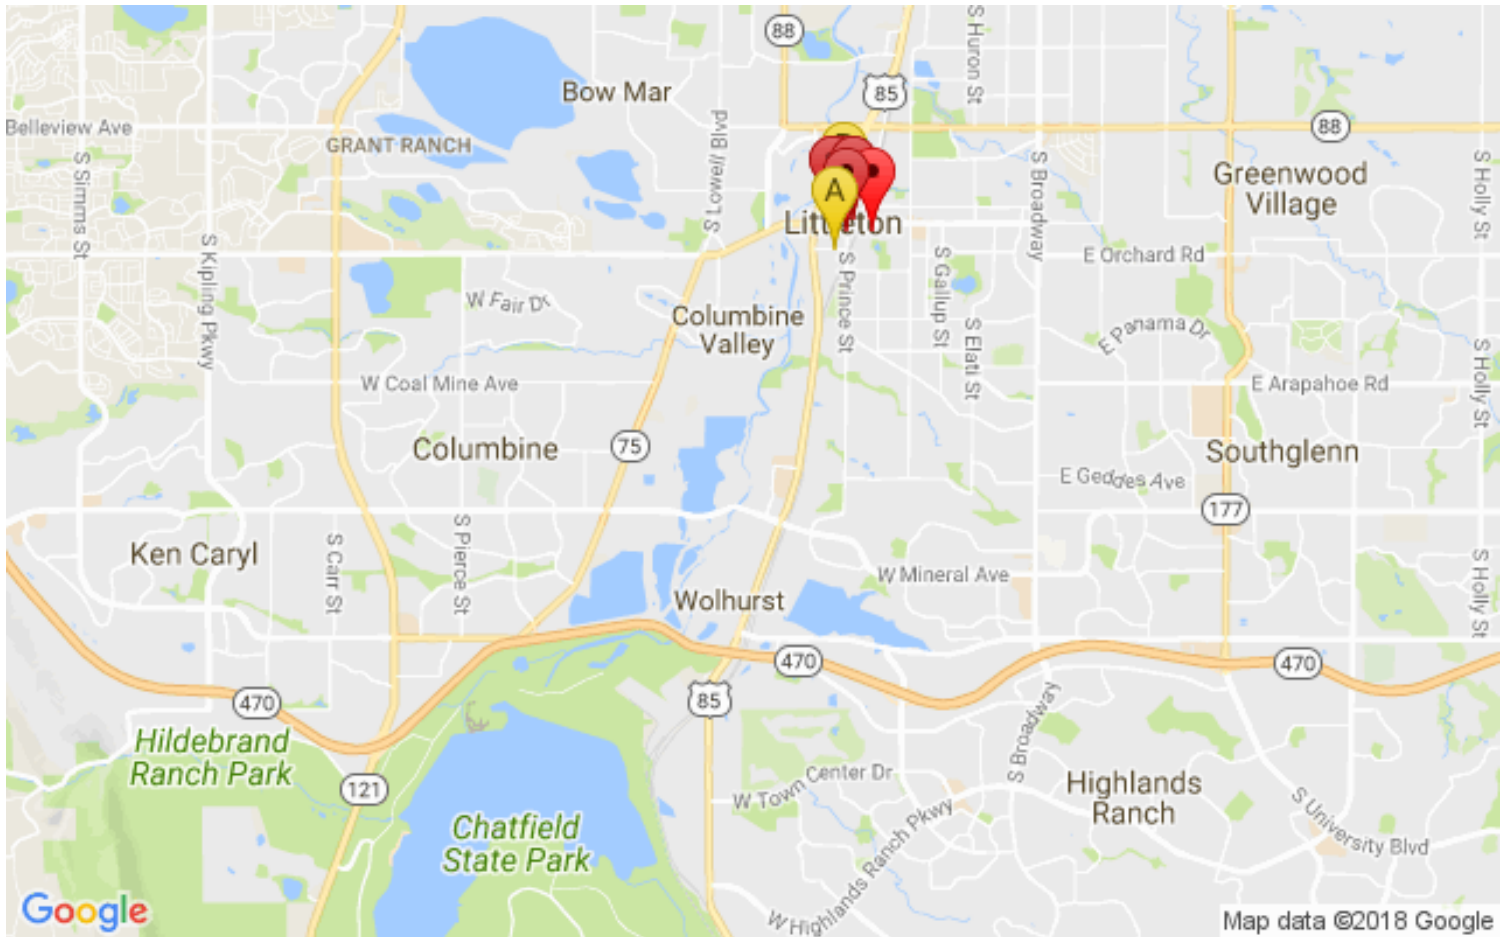 88
S Huron St
85
Bow Mar
Belleview Ave
GRANT RANCH
88
S Simms St
S Lowell Blvd
S Broadway
Greenwood
Village
S Holly St
A
Littleton
S Kipling Pkwy
S Prince St
S Gallup St
E Orchard Rd
W Fair Dr
Columbine
Valley
S Elati St
E Panama Dr
S Holly St
W Coal Mine Ave
E Arapahoe Rd
Columbine
75
Southglenn
E Geddes Ave
177
Ken Caryl
S Carr St
S Pierce St
W Mineral Ave
S Holly St
Wolhurst
470
470
470
85
S Broadway
Hildebrand
Ranch Park
121
W Town Center Dr
Highlands
Ranch
S University Blvd
Chatfield
State Park
W Highlands Ranch Pkwy
Google
Map data ©2018 Google